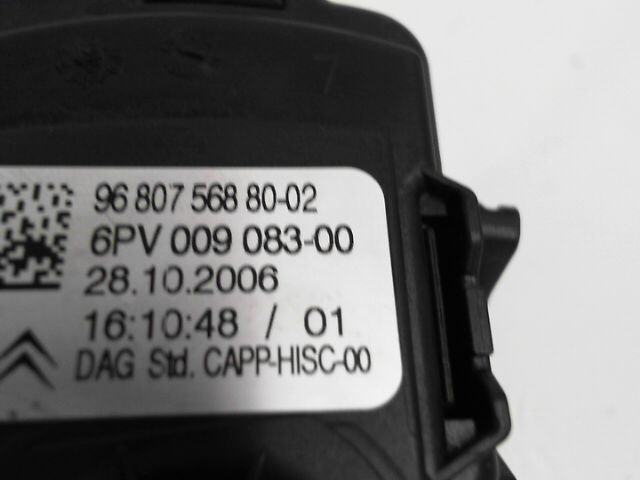 7
96 807 568 80-02
6PV 009 083-00
28.10.2006
16:10:48 / 01
DAG Std. CAPP-HISC-00